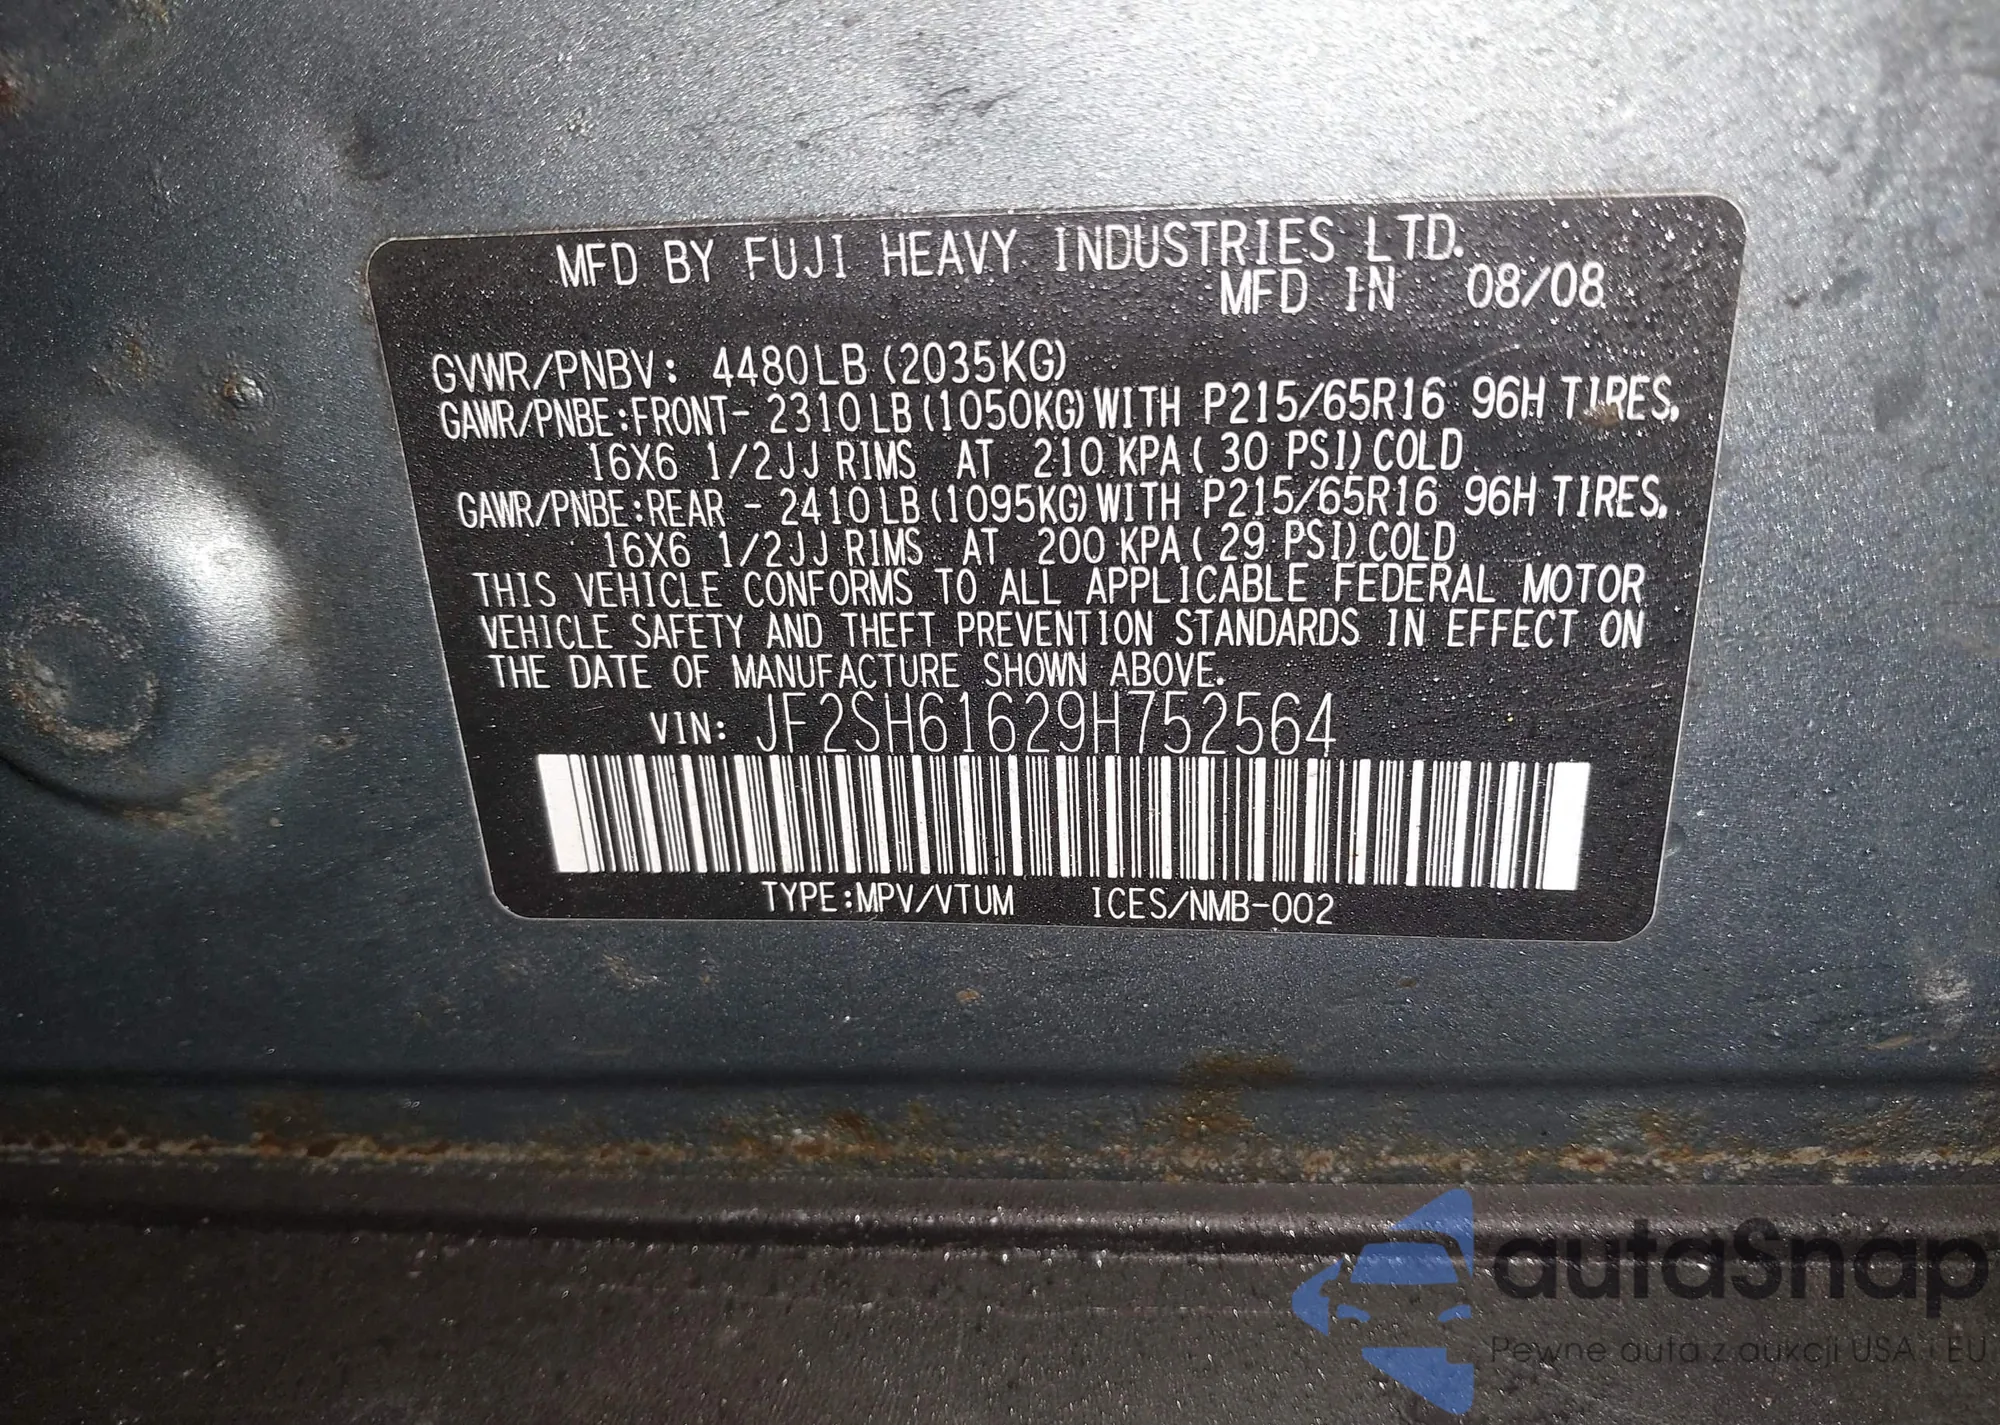 MFD BY FUJI HEAVY INDUSTRIES LTD.
MFD IN 08/08
GVWR/PNBV: 4480LB (2035KG)
GAWR/PNBE:FRONT- 2310LB (1050KG) WITH P215/65R16 96H TIRES,
16X6 1/2JJ RIMS AT 210 KPA ( 30 PSI) COLD
GAWR/PNBE:REAR - 2410LB (1095KG) WITH P215/65R16 96H TIRES,
16X6 1/2JJ RIMS AT 200 KPA ( 29 PSI) COLD
THIS VEHICLE CONFORMS TO ALL APPLICABLE FEDERAL MOTOR
VEHICLE SAFETY AND THEFT PREVENTION STANDARDS IN EFFECT ON
THE DATE OF MANUFACTURE SHOWN ABOVE.
VIN: JF2SH61629H752564
TYPE:MPV/VTUM ICES/NMB-002
autaSnap
Pewne auta z aukcji USA i EU